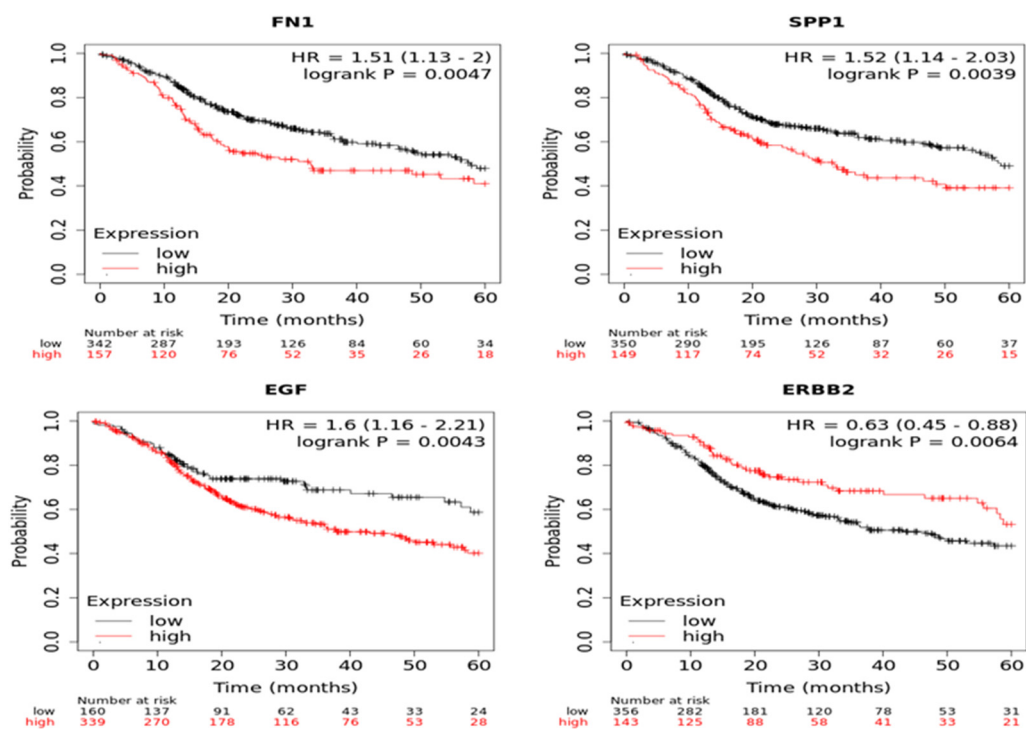 FN1
HR = 1.51 (1.13 - 2)
logrank P = 0.0047
Probability
0.0 0.2 0.4 0.6 0.8 1.0
Expression
low
high
0 10 20 30 40 50 60
Time (months)
Number at risk
low 342 287 193 126 84 60 34
high 157 120 76 52 35 26 18
SPP1
HR = 1.52 (1.14 - 2.03)
logrank P = 0.0039
Probability
0.0 0.2 0.4 0.6 0.8 1.0
Expression
low
high
0 10 20 30 40 50 60
Time (months)
Number at risk
low 350 290 195 126 87 60 37
high 149 117 74 52 32 26 15
EGF
HR = 1.6 (1.16 - 2.21)
logrank P = 0.0043
Probability
0.0 0.2 0.4 0.6 0.8 1.0
Expression
low
high
0 10 20 30 40 50 60
Time (months)
Number at risk
low 160 137 91 62 43 33 24
high 339 270 178 116 76 53 28
ERBB2
HR = 0.63 (0.45 - 0.88)
logrank P = 0.0064
Probability
0.0 0.2 0.4 0.6 0.8 1.0
Expression
low
high
0 10 20 30 40 50 60
Time (months)
Number at risk
low 356 282 181 120 78 53 31
high 143 125 88 58 41 33 21